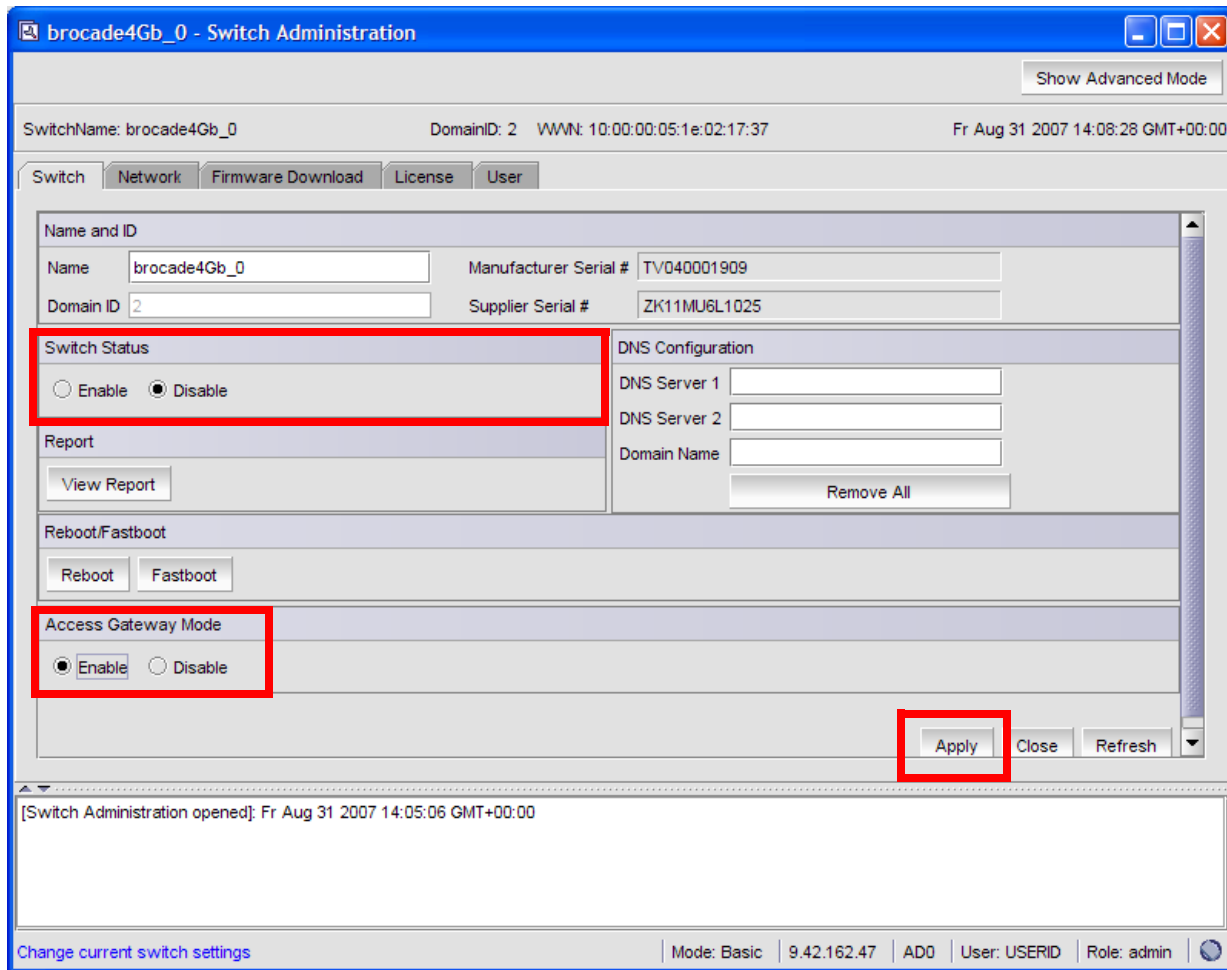 brocade4Gb_0 - Switch Administration
Show Advanced Mode
SwitchName: brocade4Gb_0 DomainID: 2 WWN: 10:00:00:05:1e:02:17:37 Fr Aug 31 2007 14:08:28 GMT+00:00
Switch Network Firmware Download License User
Name and ID
Name brocade4Gb_0 Manufacturer Serial # TV040001909
Domain ID 2 Supplier Serial # ZK11MU6L1025
Switch Status
Enable Disable
DNS Configuration
DNS Server 1
DNS Server 2
Domain Name
Remove All
Report
View Report
Reboot/Fastboot
Reboot Fastboot
Access Gateway Mode
Enable Disable
Apply Close Refresh
[Switch Administration opened]: Fr Aug 31 2007 14:05:06 GMT+00:00
Change current switch settings Mode: Basic 9.42.162.47 AD0 User: USERID Role: admin